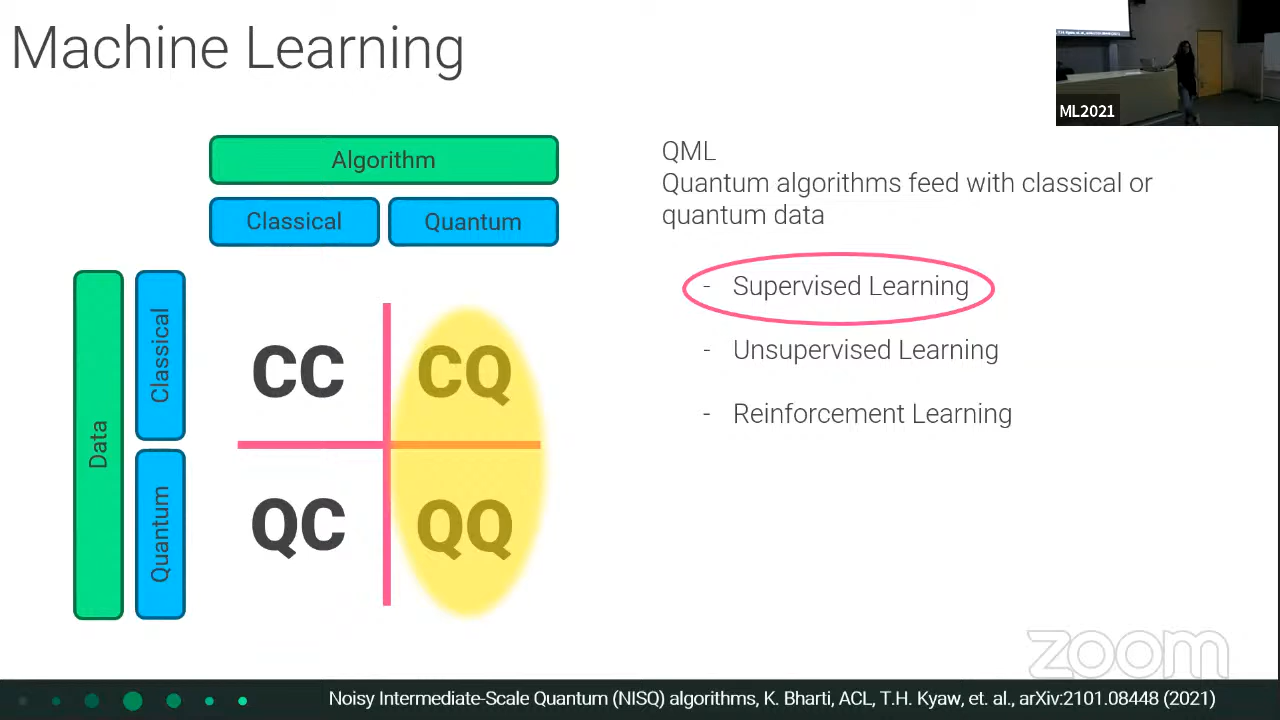 Machine Learning
ML2021
Algorithm
Classical
Quantum
Data
Classical
Quantum
CC
CQ
QC
QQ
QML
Quantum algorithms feed with classical or
quantum data
- Supervised Learning
- Unsupervised Learning
- Reinforcement Learning
zoom
Noisy Intermediate-Scale Quantum (NISQ) algorithms, K. Bharti, ACL, T.H. Kyaw, et. al., arXiv:2101.08448 (2021)